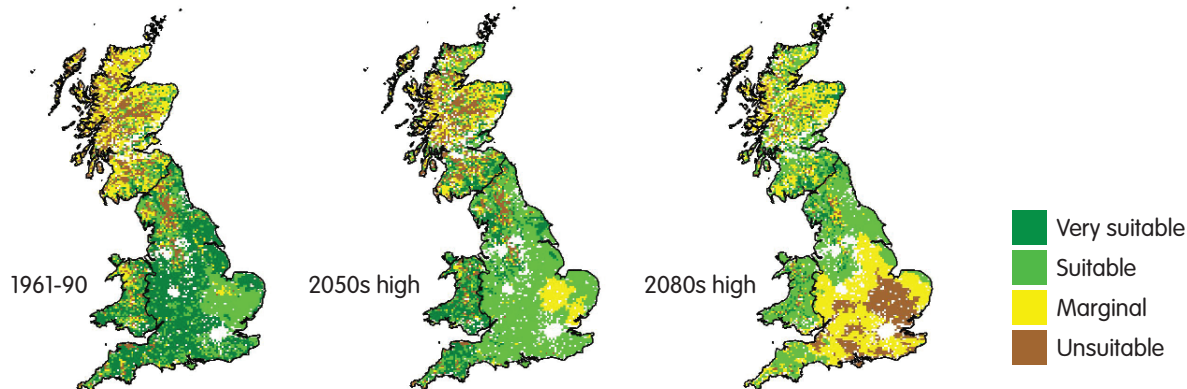 1961-90
2050s high
2080s high
Very suitable
Suitable
Marginal
Unsuitable